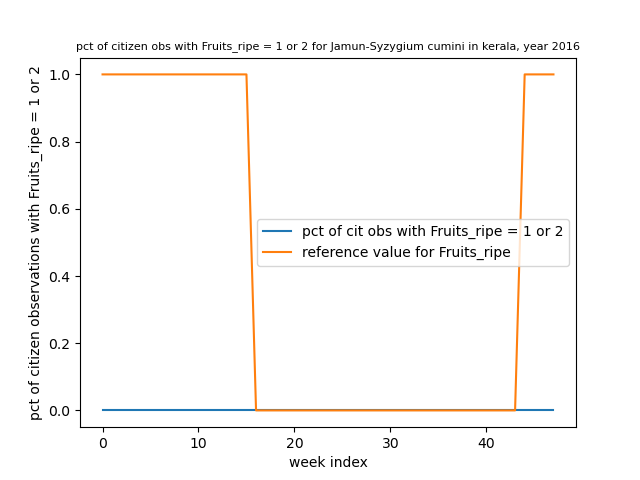 pct of citizen obs with Fruits_ripe = 1 or 2 for Jamun-Syzygium cumini in kerala, year 2016
pct of citizen observations with Fruits_ripe = 1 or 2
1.0
0.8
0.6
0.4
0.2
0.0
pct of cit obs with Fruits_ripe = 1 or 2
reference value for Fruits_ripe
0 10 20 30 40
week index